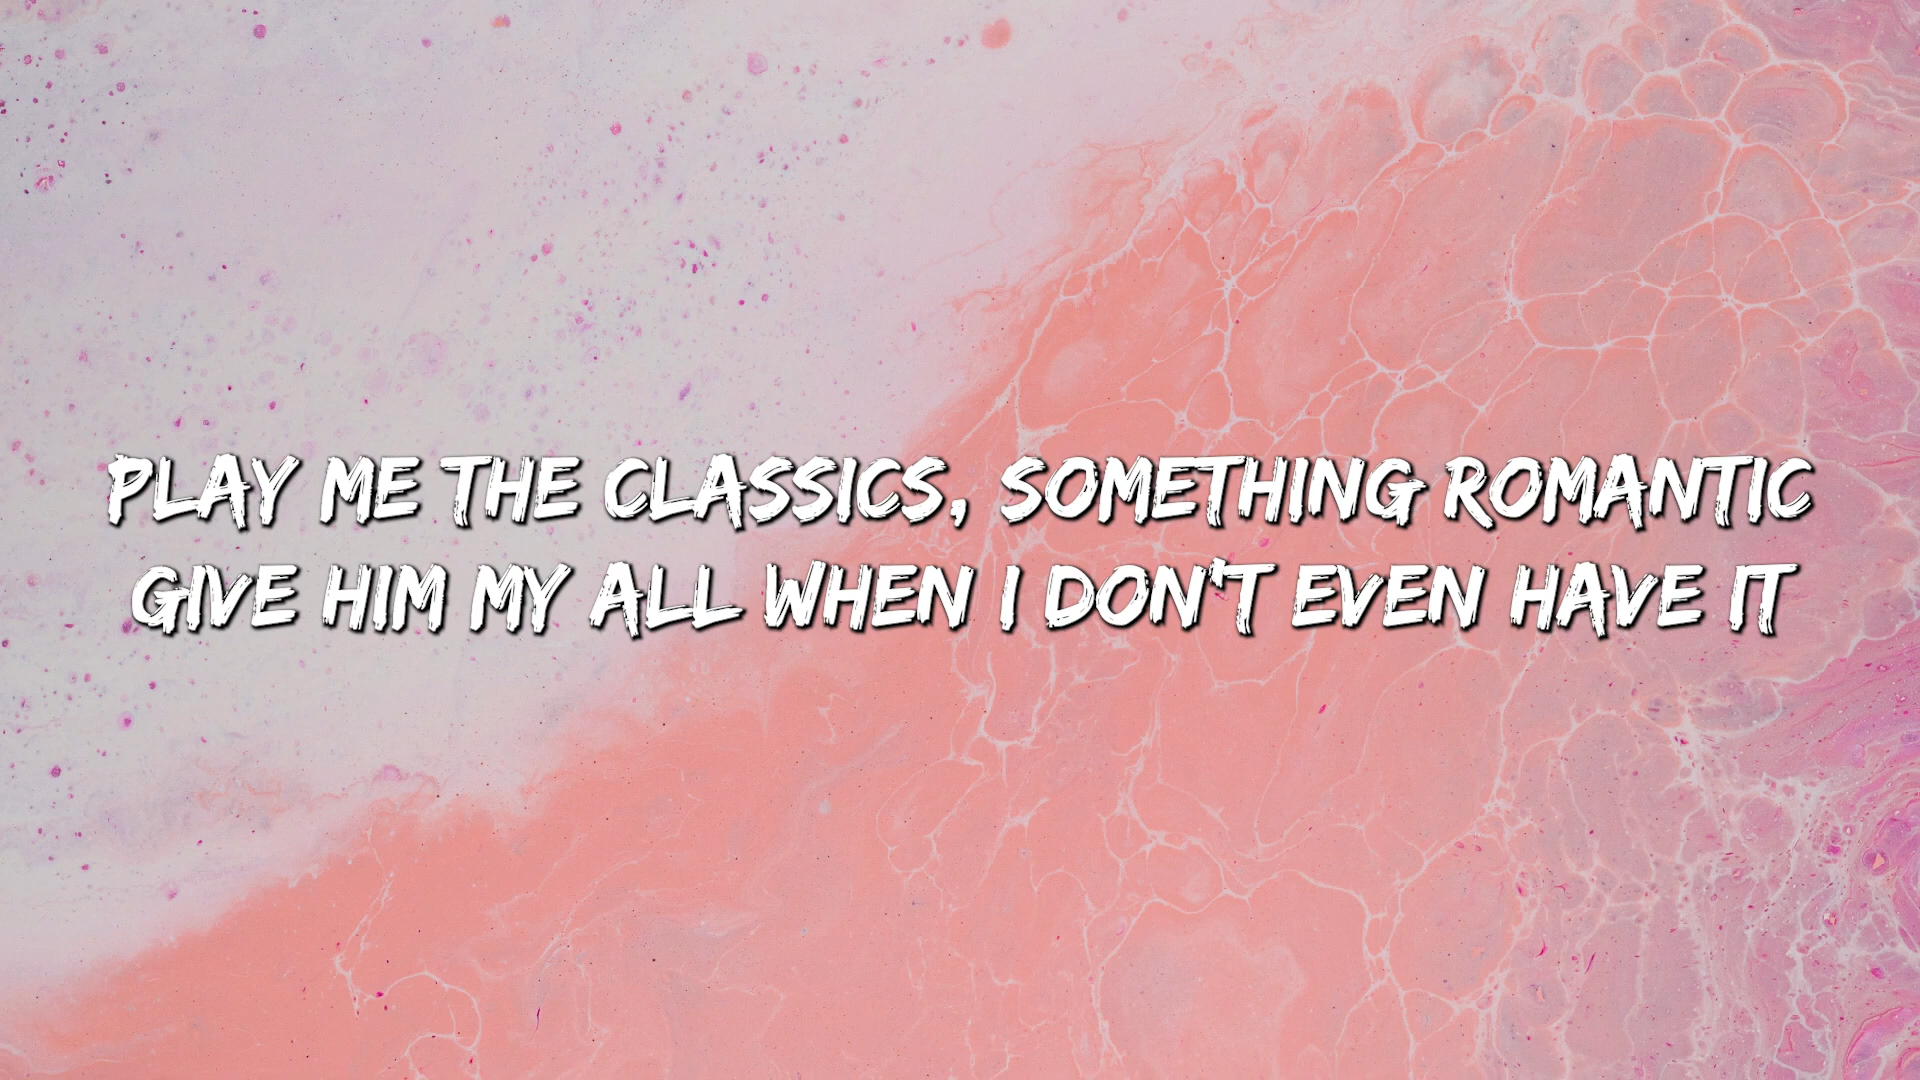 PLAY ME THE CLASSICS, SOMETHING ROMANTIC
GIVE HIM MY ALL WHEN I DON'T EVEN HAVE IT